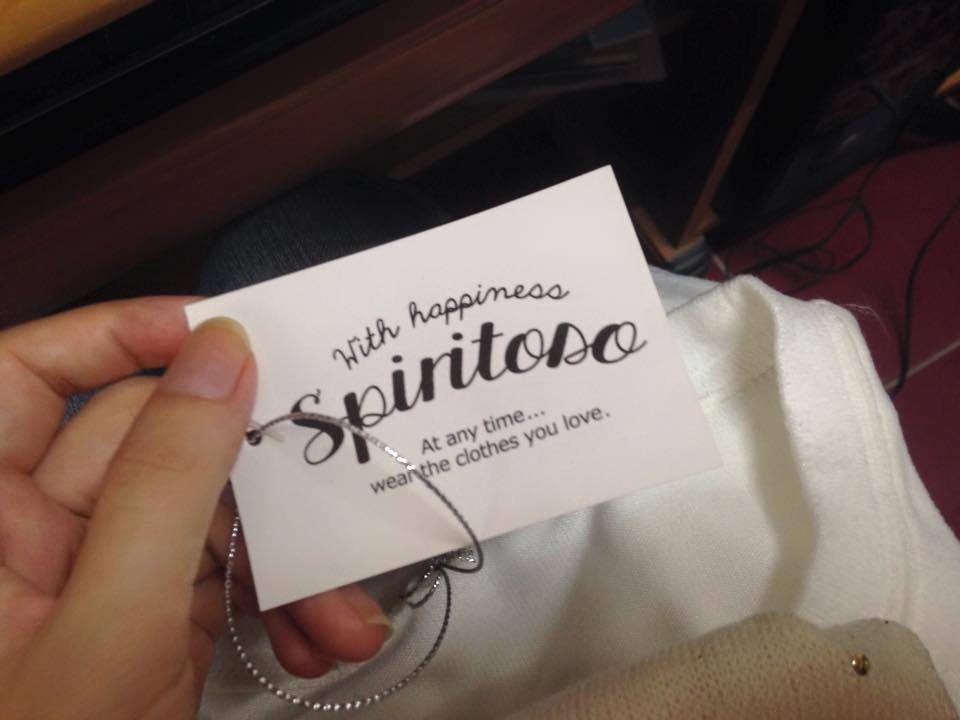 With happiness
Spiritoso
At any time...
wear the clothes you love.